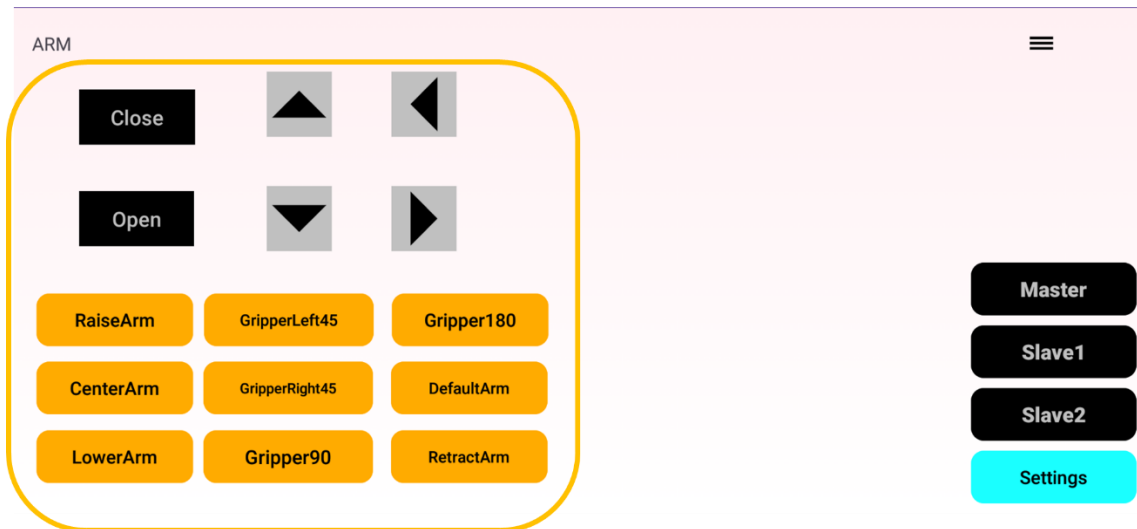 ARM
Close
Open
RaiseArm
GripperLeft45
Gripper180
CenterArm
GripperRight45
DefaultArm
LowerArm
Gripper90
RetractArm
Master
Slave1
Slave2
Settings